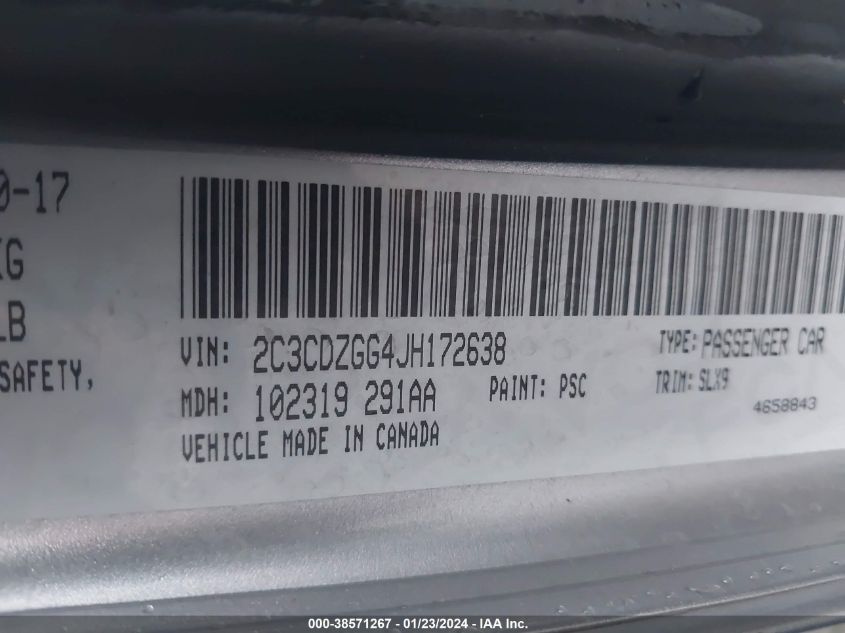 0-17
KG
LB
SAFETY,
VIN: 2C3CDZGG4JH172638
TYPE: PASSENGER CAR
MDH: 102319 291AA
PAINT: PSC
TRIM: SLX9
4658843
VEHICLE MADE IN CANADA
000-38571267 - 01/23/2024 - IAA Inc.